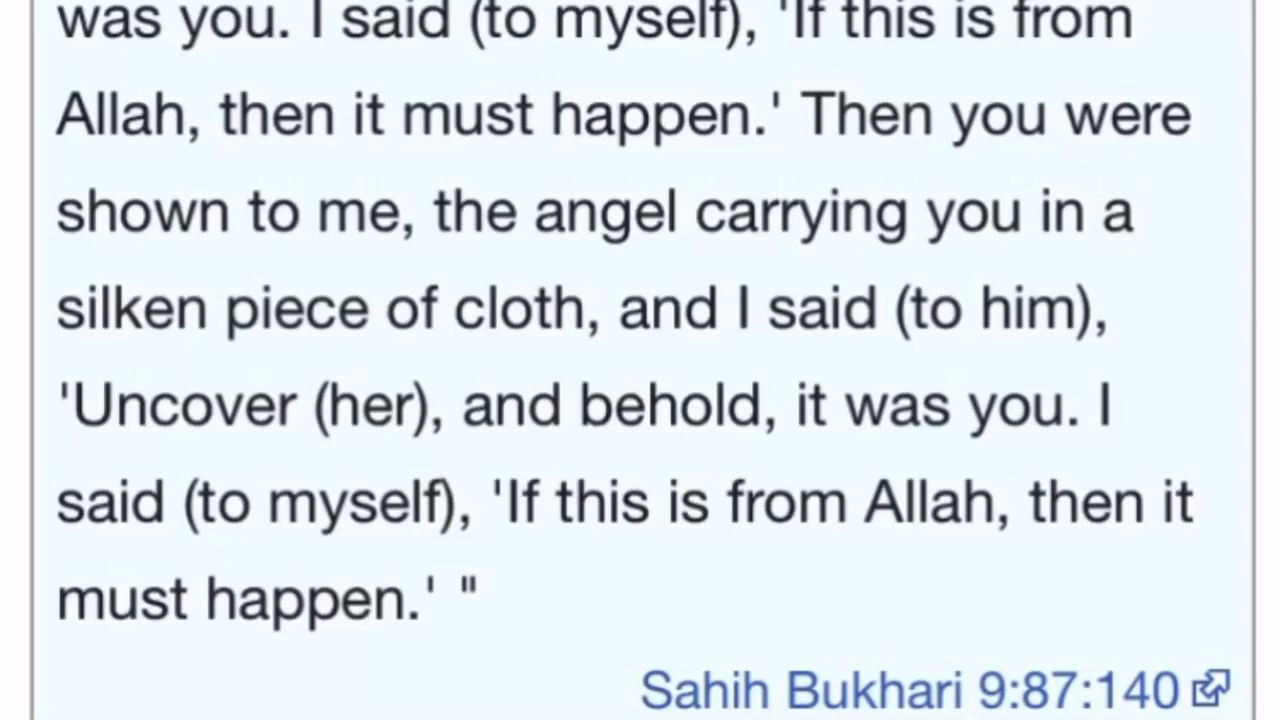 was you. I said (to myself), 'If this is from
Allah, then it must happen.' Then you were
shown to me, the angel carrying you in a
silken piece of cloth, and I said (to him),
'Uncover (her), and behold, it was you. I
said (to myself), 'If this is from Allah, then it
must happen.' "
Sahih Bukhari 9:87:140